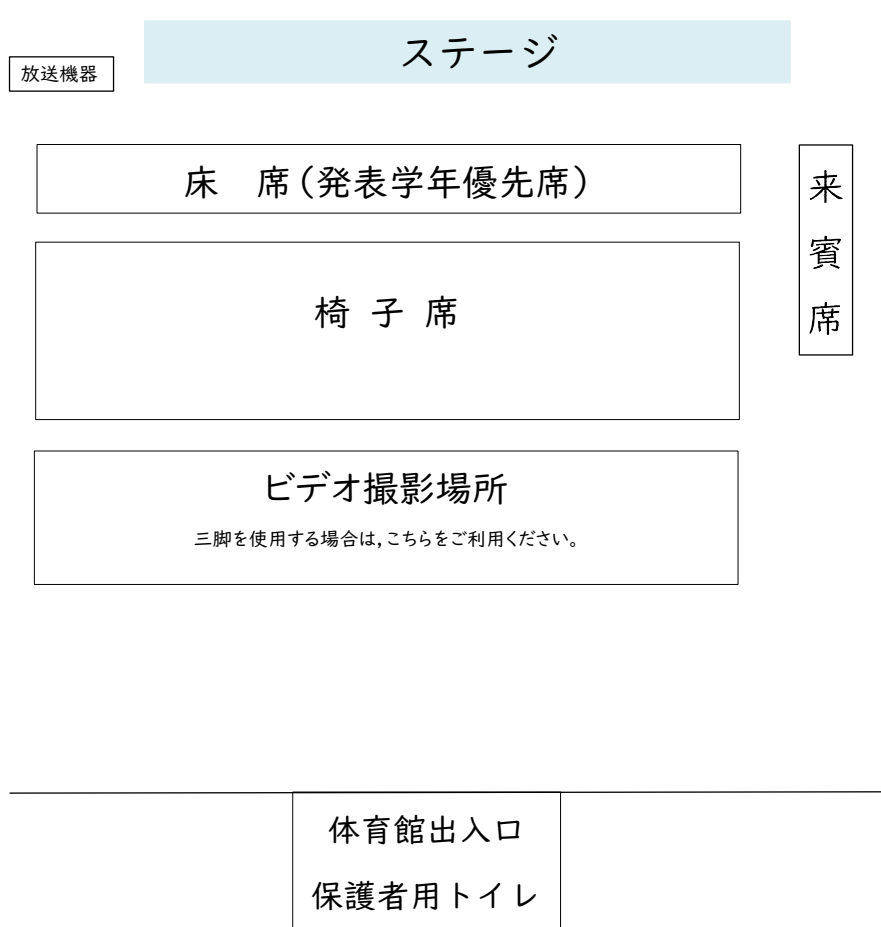 ステージ
放送機器
床　席(発表学年優先席)
来賓席
椅 子 席
ビデオ撮影場所
三脚を使用する場合は,こちらをご利用ください。
体育館出入口
保護者用トイレ